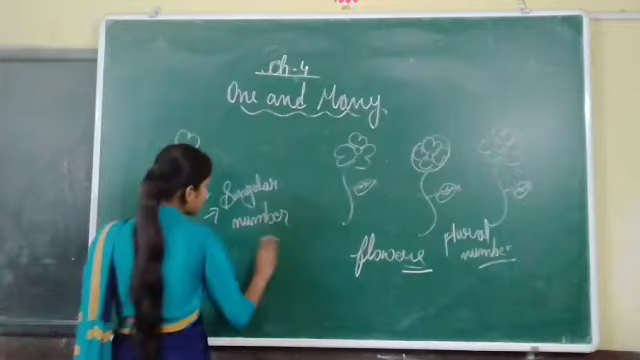 Ch-4
One and Many
→ Singular
number
flowers
plural
number